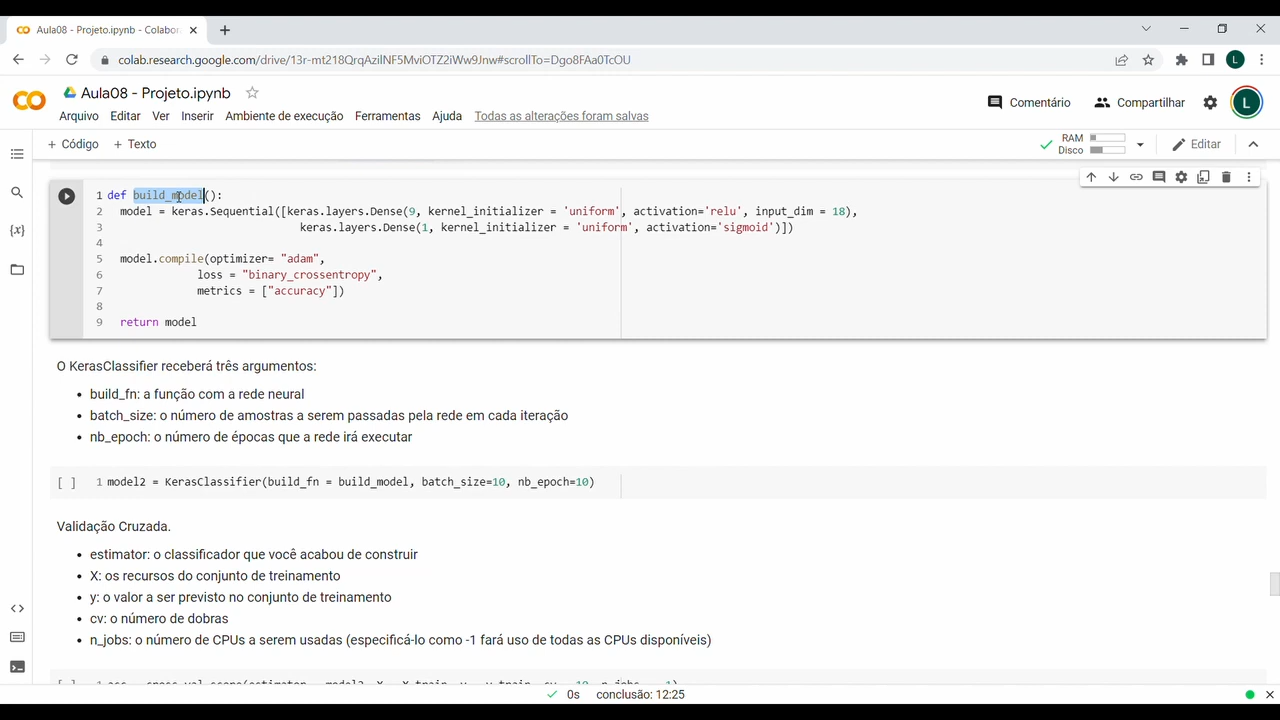 Aula08 - Projeto.ipynb - Colabor
colab.research.google.com/drive/13r-mt218QrqAzilNF5MviOTZ2iWw9Jnw#scrollTo=Dgo8FAa0TcOU
L
CO
Aula08 - Projeto.ipynb
Comentário
Compartilhar
L
Arquivo Editar Ver Inserir Ambiente de execução Ferramentas Ajuda Todas as alterações foram salvas
+ Código + Texto
RAM
Disco
Editar
1 def build_model():
2 model = keras.Sequential([keras.layers.Dense(9, kernel_initializer = 'uniform', activation='relu', input_dim = 18),
3 keras.layers.Dense(1, kernel_initializer = 'uniform', activation='sigmoid')])
4
5 model.compile(optimizer= "adam",
6 loss = "binary_crossentropy",
7 metrics = ["accuracy"])
8
9 return model
O KerasClassifier receberá três argumentos:
• build_fn: a função com a rede neural
• batch_size: o número de amostras a serem passadas pela rede em cada iteração
• nb_epoch: o número de épocas que a rede irá executar
[ ] 1 model2 = KerasClassifier(build_fn = build_model, batch_size=10, nb_epoch=10)
Validação Cruzada.
• estimator: o classificador que você acabou de construir
• X: os recursos do conjunto de treinamento
• y: o valor a ser previsto no conjunto de treinamento
• cv: o número de dobras
• n_jobs: o número de CPUs a serem usadas (especificá-lo como -1 fará uso de todas as CPUs disponíveis)
0s conclusão: 12:25